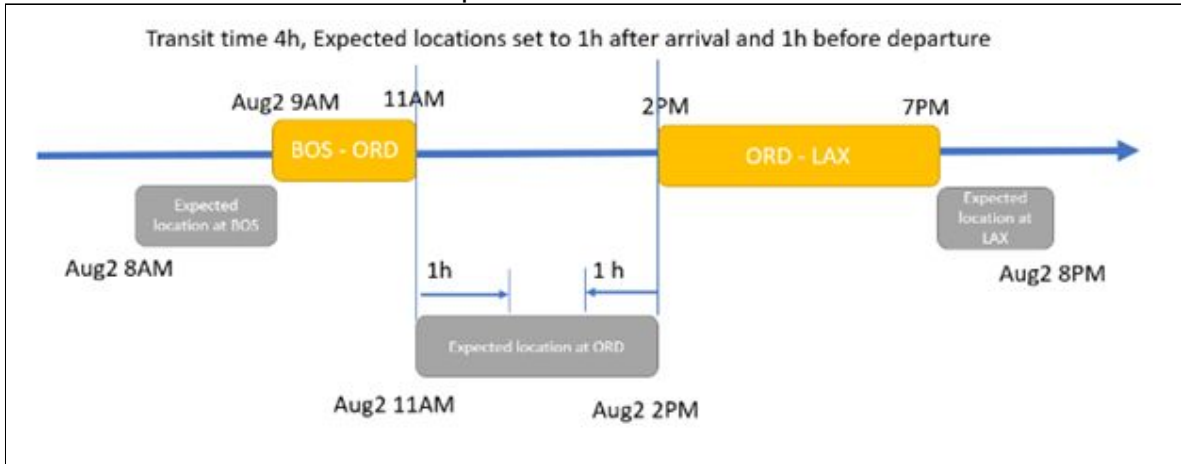 Transit time 4h, Expected locations set to 1h after arrival and 1h before departure
Aug2 9AM
11AM
2PM
7PM
BOS - ORD
ORD - LAX
Expected
location at BOS
Expected
location at
LAX
Aug2 8AM
Aug2 8PM
1h
1 h
Expected location at ORD
Aug2 11AM
Aug2 2PM